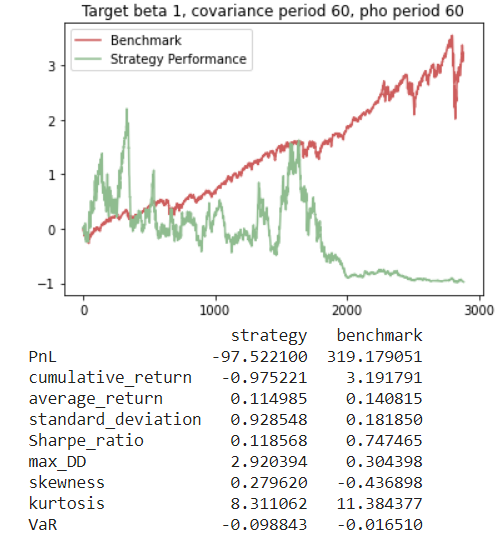 Target beta 1, covariance period 60, pho period 60
Benchmark
Strategy Performance
3
2
1
0
−1
0
1000
2000
3000
strategy benchmark
PnL -97.522100 319.179051
cumulative_return -0.975221 3.191791
average_return 0.114985 0.140815
standard_deviation 0.928548 0.181850
Sharpe_ratio 0.118568 0.747465
max_DD 2.920394 0.304398
skewness 0.279620 -0.436898
kurtosis 8.311062 11.384377
VaR -0.098843 -0.016510